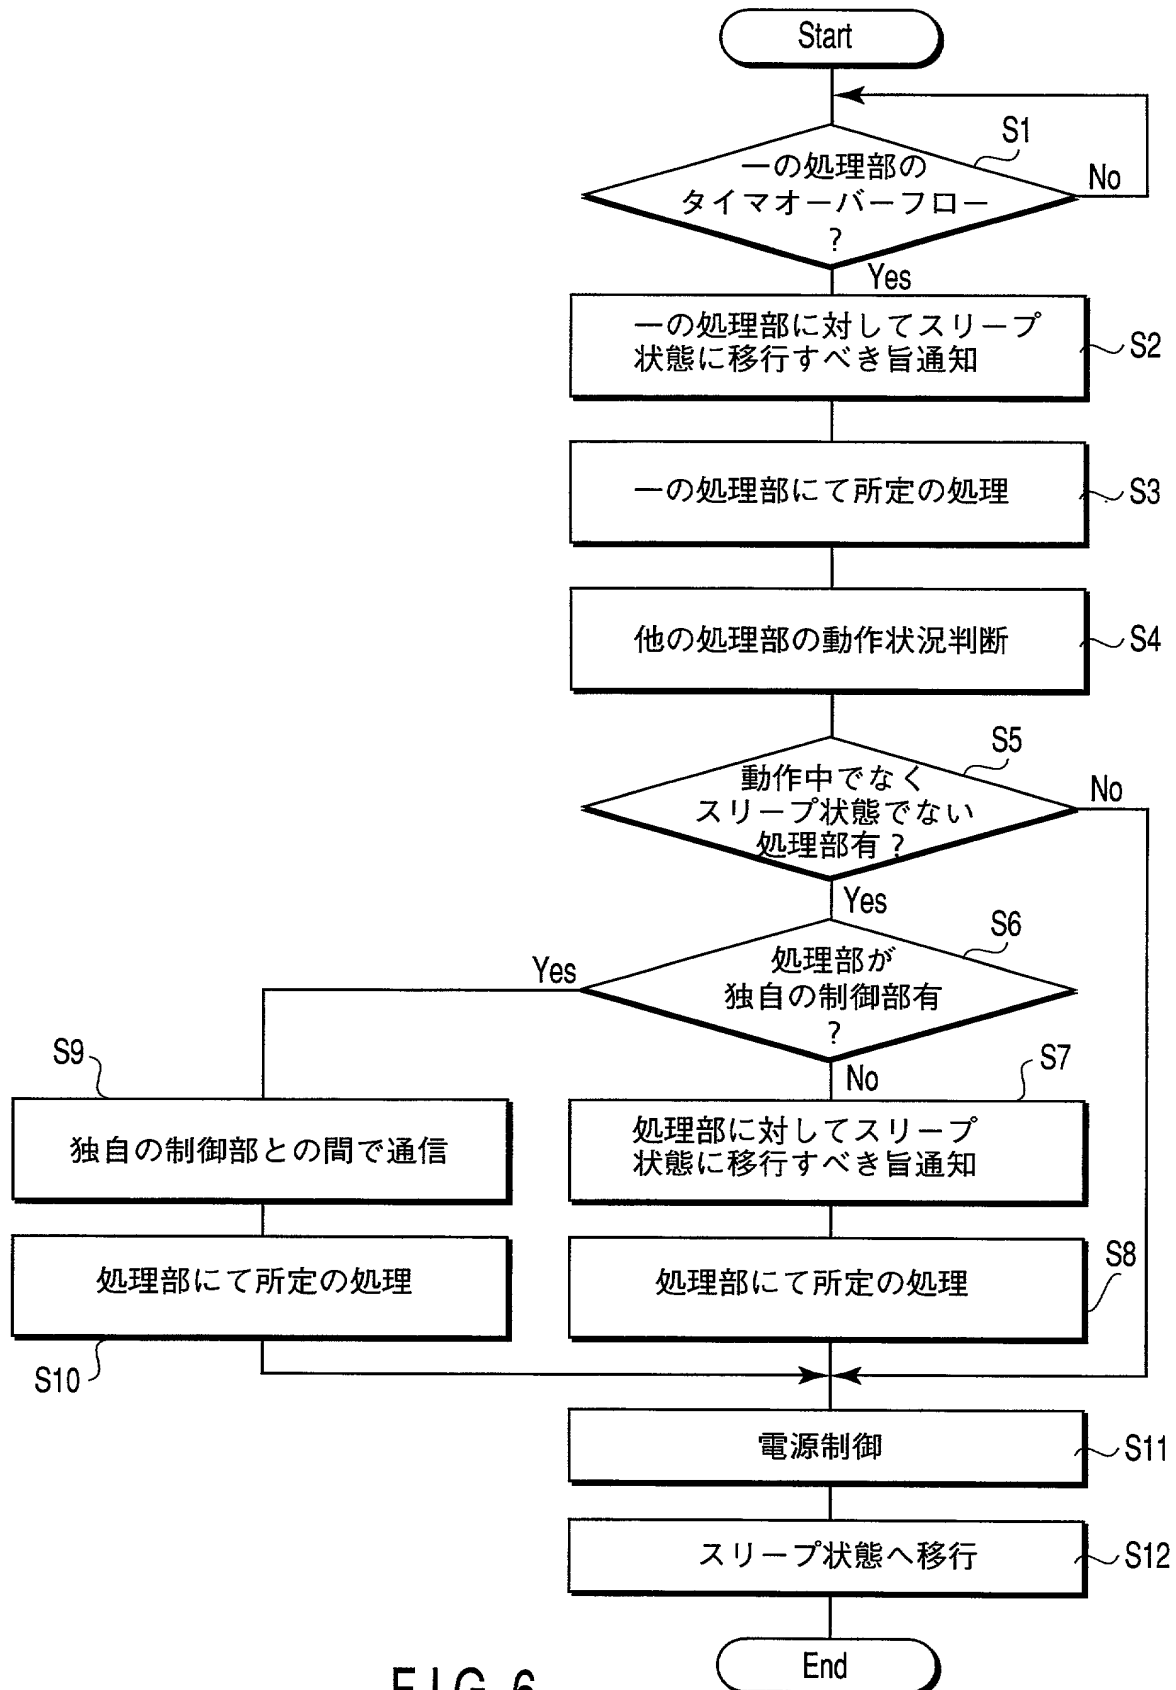 Start
S1
一の処理部の
タイマオーバーフロー
?
No
Yes
一の処理部に対してスリープ
状態に移行すべき旨通知
S2
一の処理部にて所定の処理
S3
他の処理部の動作状況判断
S4
S5
動作中でなく
スリープ状態でない
処理部有?
No
Yes
S6
処理部が
独自の制御部有
?
Yes
No
S9
独自の制御部との間で通信
S7
処理部に対してスリープ
状態に移行すべき旨通知
処理部にて所定の処理
S10
処理部にて所定の処理
S8
電源制御
S11
スリープ状態へ移行
S12
End
FIG. 6